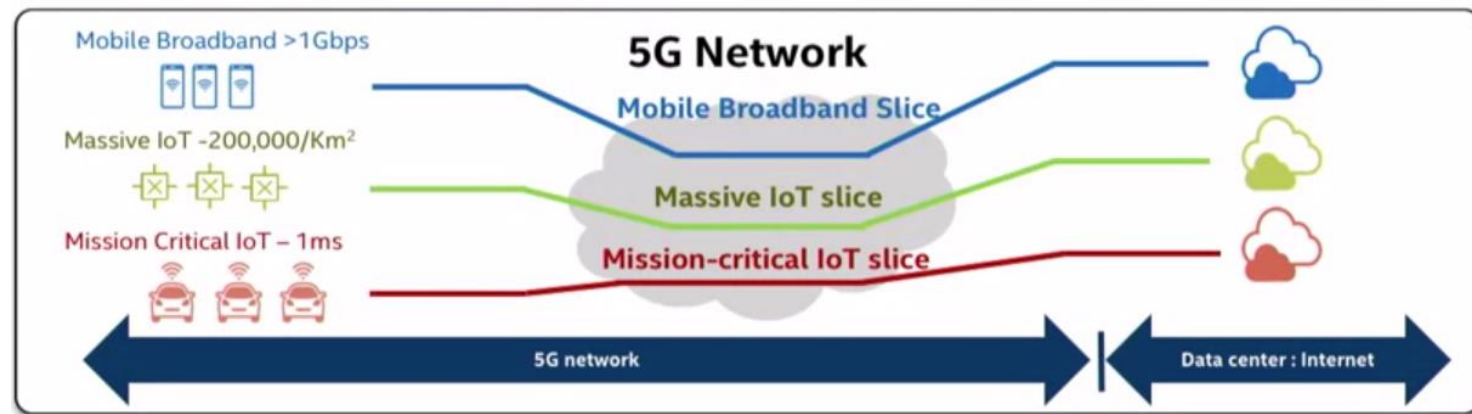 Mobile Broadband >1Gbps
5G Network
Mobile Broadband Slice
Massive IoT -200,000/Km²
Massive IoT slice
Mission Critical IoT – 1ms
Mission-critical IoT slice
5G network
Data center : Internet